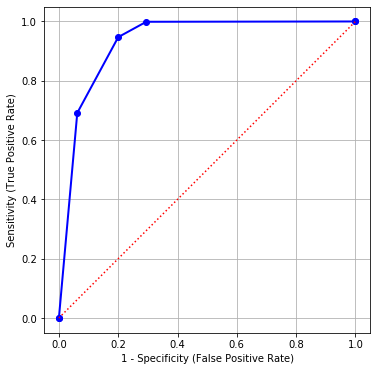 1.0
0.8
0.6
0.4
0.2
0.0
Sensitivity (True Positive Rate)
0.0 0.2 0.4 0.6 0.8 1.0
1 - Specificity (False Positive Rate)